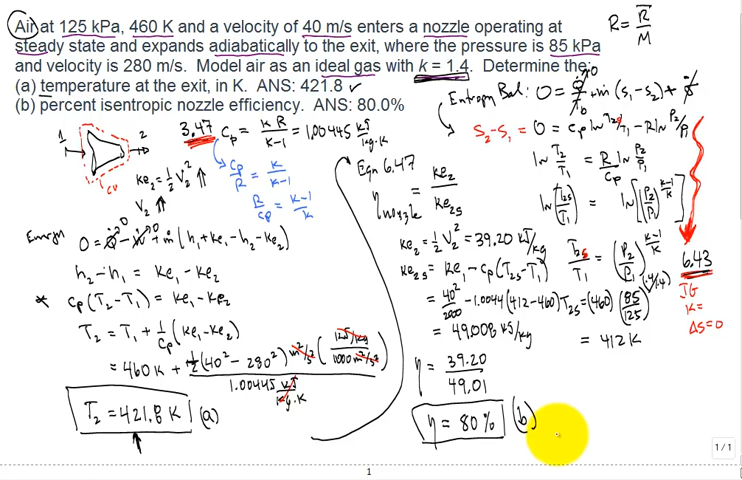 Air at 125 kPa, 460 K and a velocity of 40 m/s enters a nozzle operating at
steady state and expands adiabatically to the exit, where the pressure is 85 kPa
and velocity is 280 m/s. Model air as an ideal gas with k = 1.4. Determine the:
(a) temperature at the exit, in K. ANS: 421.8 ✓
(b) percent isentropic nozzle efficiency. ANS: 80.0%
R = R̅/M
1
2
CV
ke₂ = ½ V₂² ↑
V₂ ↑
3.47 Cp = kR/(k-1) = 1.00445 kJ/kg·K
Cp/R = k/(k-1)
R/Cp = (k-1)/k
0 = Q̇ - Ẇ + ṁ (h₁ + ke₁ - h₂ - ke₂)
h₂ - h₁ = ke₁ - ke₂
* Cp(T₂ - T₁) = ke₁ - ke₂
T₂ = T₁ + 1/Cp (ke₁ - ke₂)
= 460 K + ½(40² - 280²) m²/s² (1 kJ/kg / 1000 m²/s²) / 1.00445 kJ/kg·K
T₂ = 421.8 K (a)
Eqn 6.47
η nozzle = ke₂/ke₂s
ke₂ = ½ V₂² = 39.20 kJ/kg
ke₂s = ke₁ - Cp(T₂s - T₁)
= 40²/2000 - 1.0044(412 - 460)
= 49.008 kJ/kg
η = 39.20/49.01
η = 80% (b)
Entropy Bal: 0 = Q̇ + ṁ (s₁ - s₂) +
s₂ - s₁ = 0 = Cp ln T₂s/T₁ - R ln P₂/P₁
ln T₂/T₁ = R/Cp ln P₂/P₁
ln(T₂s/T₁) = ln[(P₂/P₁)^(k-1)/k]
T₂s/T₁ = (P₂/P₁)^(k-1)/k
6.43
IG
k=
ΔS=0
T₂s = (460)(85/125)^(.4/1.4)
= 412 K
1 / 1
1